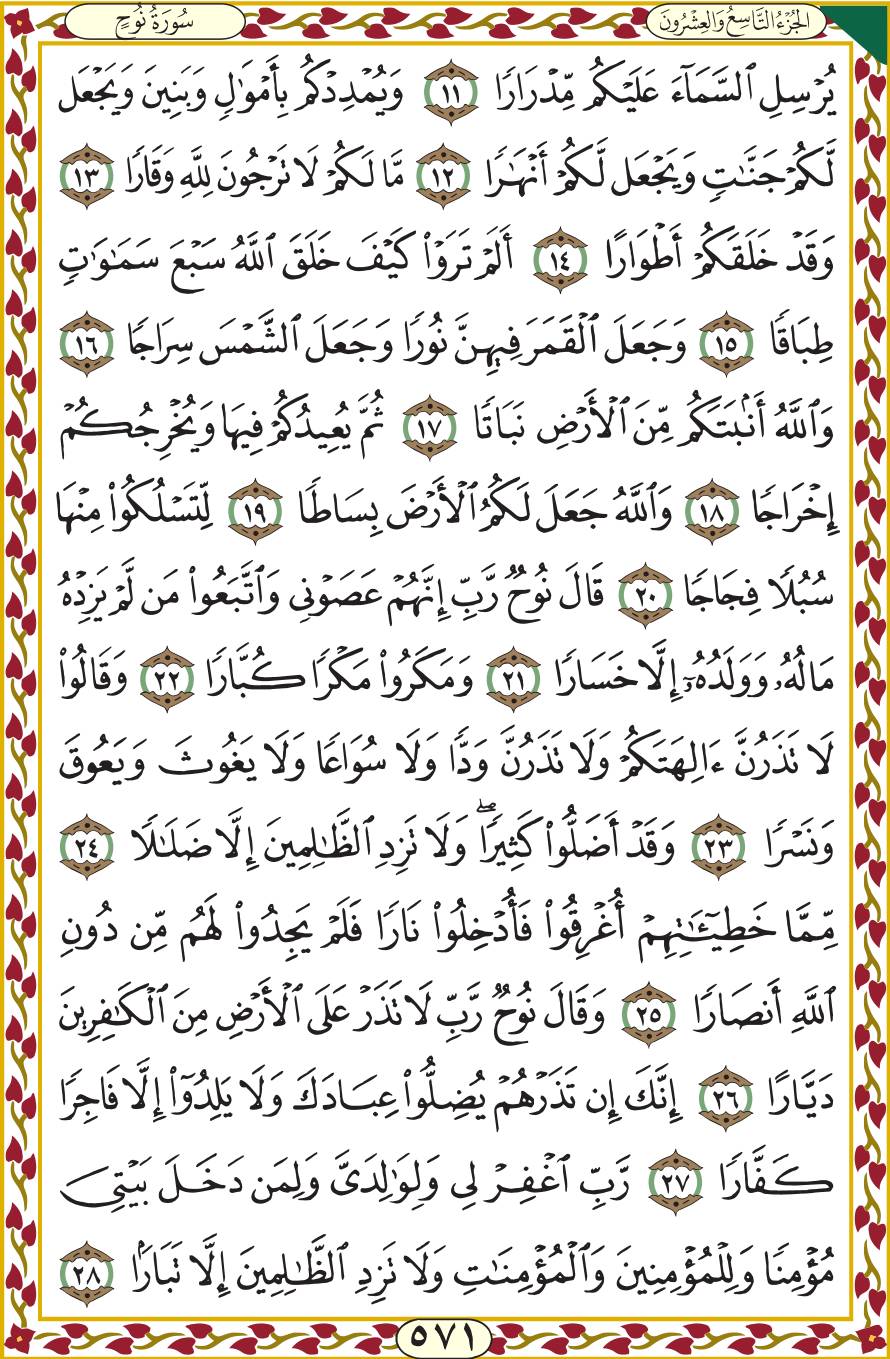 الجُزْءُ التَّاسِعُ وَالعِشْرُونَ
سُورَةُ نُوحٍ
يُرْسِلِ ٱلسَّمَآءَ عَلَيْكُم مِّدْرَارًا ١١ وَيُمْدِدْكُم بِأَمْوَٰلٍ وَبَنِينَ وَيَجْعَل
لَّكُمْ جَنَّٰتٍ وَيَجْعَل لَّكُمْ أَنْهَٰرًا ١٢ مَّا لَكُمْ لَا تَرْجُونَ لِلَّهِ وَقَارًا ١٣
وَقَدْ خَلَقَكُمْ أَطْوَارًا ١٤ أَلَمْ تَرَوْا۟ كَيْفَ خَلَقَ ٱللَّهُ سَبْعَ سَمَٰوَٰتٍ
طِبَاقًا ١٥ وَجَعَلَ ٱلْقَمَرَ فِيهِنَّ نُورًا وَجَعَلَ ٱلشَّمْسَ سِرَاجًا ١٦
وَٱللَّهُ أَنۢبَتَكُم مِّنَ ٱلْأَرْضِ نَبَاتًا ١٧ ثُمَّ يُعِيدُكُمْ فِيهَا وَيُخْرِجُكُمْ
إِخْرَاجًا ١٨ وَٱللَّهُ جَعَلَ لَكُمُ ٱلْأَرْضَ بِسَاطًا ١٩ لِّتَسْلُكُوا۟ مِنْهَا
سُبُلًا فِجَاجًا ٢٠ قَالَ نُوحٌ رَّبِّ إِنَّهُمْ عَصَوْنِى وَٱتَّبَعُوا۟ مَن لَّمْ يَزِدْهُ
مَالُهُۥ وَوَلَدُهُۥٓ إِلَّا خَسَارًا ٢١ وَمَكَرُوا۟ مَكْرًا كُبَّارًا ٢٢ وَقَالُوا۟
لَا تَذَرُنَّ ءَالِهَتَكُمْ وَلَا تَذَرُنَّ وَدًّا وَلَا سُوَاعًا وَلَا يَغُوثَ وَيَعُوقَ
وَنَسْرًا ٢٣ وَقَدْ أَضَلُّوا۟ كَثِيرًا ۖ وَلَا تَزِدِ ٱلظَّٰلِمِينَ إِلَّا ضَلَٰلًا ٢٤
مِّمَّا خَطِيٓـَٰٔتِهِمْ أُغْرِقُوا۟ فَأُدْخِلُوا۟ نَارًا فَلَمْ يَجِدُوا۟ لَهُم مِّن دُونِ
ٱللَّهِ أَنصَارًا ٢٥ وَقَالَ نُوحٌ رَّبِّ لَا تَذَرْ عَلَى ٱلْأَرْضِ مِنَ ٱلْكَٰفِرِينَ
دَيَّارًا ٢٦ إِنَّكَ إِن تَذَرْهُمْ يُضِلُّوا۟ عِبَادَكَ وَلَا يَلِدُوٓا۟ إِلَّا فَاجِرًا
كَفَّارًا ٢٧ رَّبِّ ٱغْفِرْ لِى وَلِوَٰلِدَىَّ وَلِمَن دَخَلَ بَيْتِىَ
مُؤْمِنًا وَلِلْمُؤْمِنِينَ وَٱلْمُؤْمِنَٰتِ وَلَا تَزِدِ ٱلظَّٰلِمِينَ إِلَّا تَبَارًۢا ٢٨
٥٧١